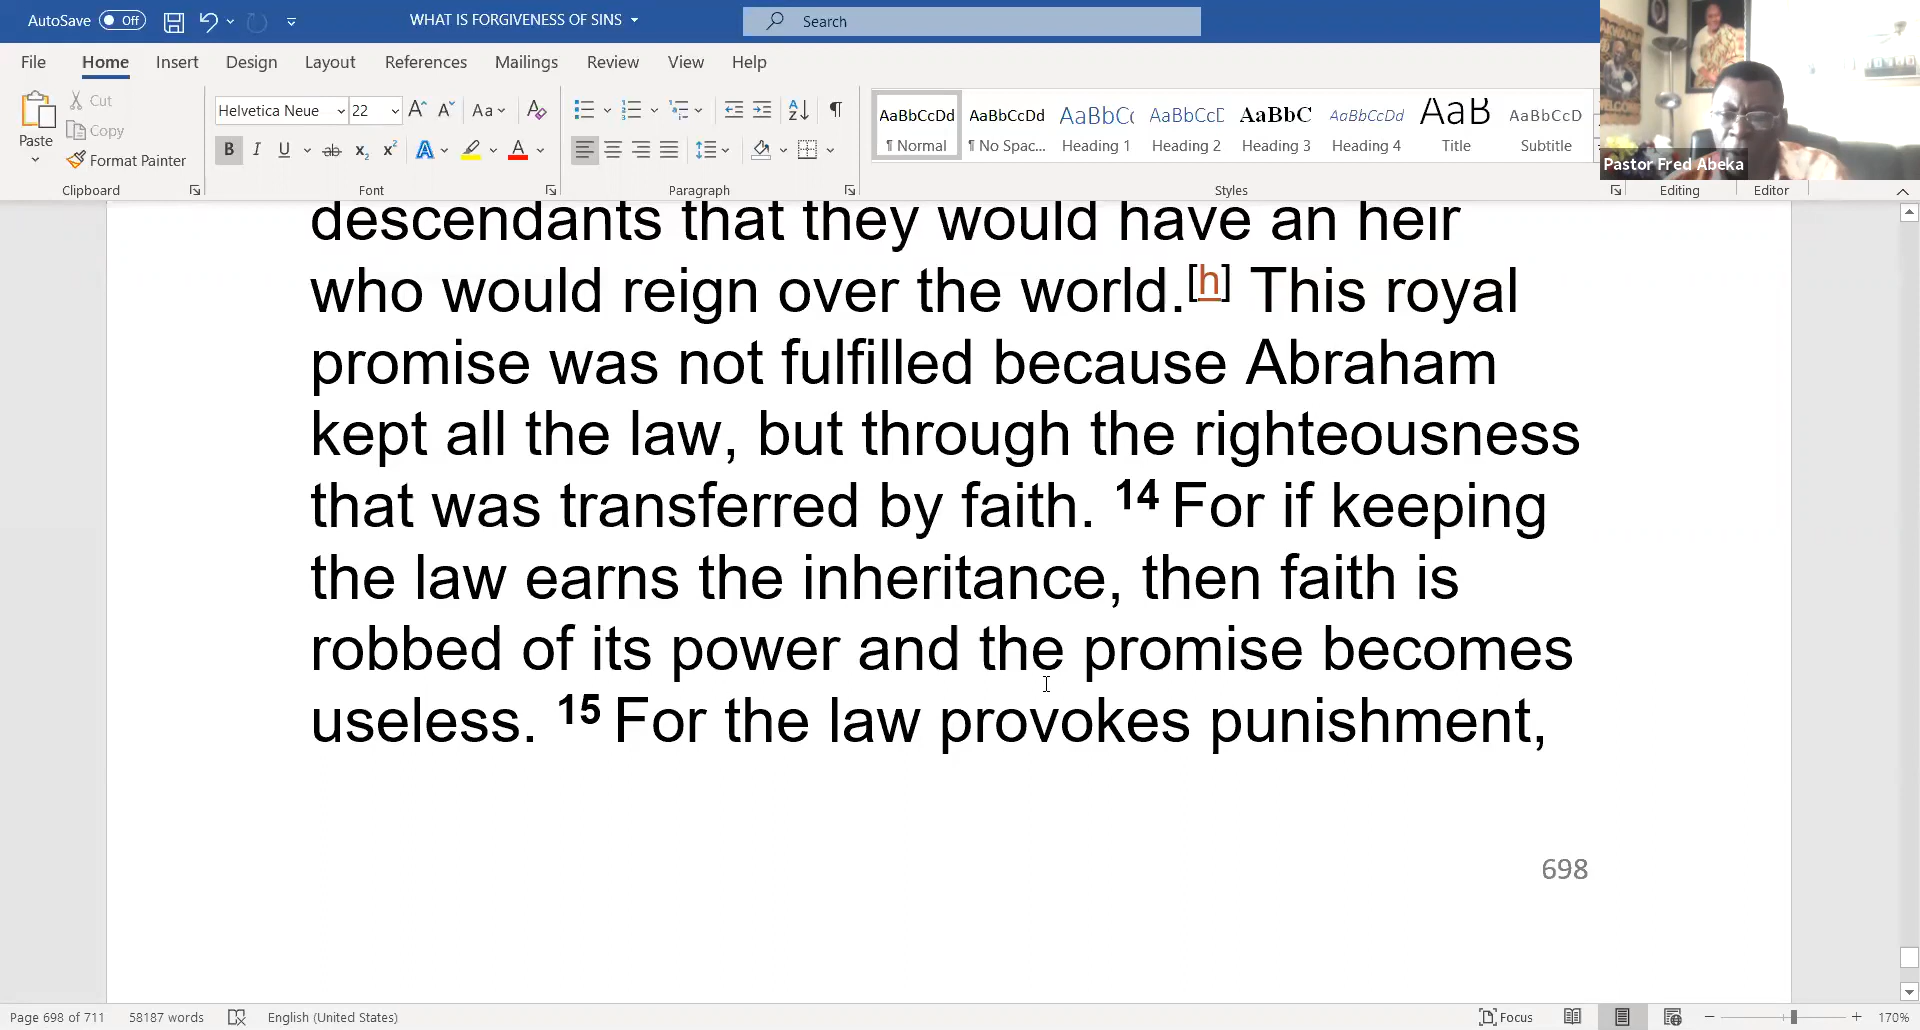 AutoSave Off WHAT IS FORGIVENESS OF SINS Search
File Home Insert Design Layout References Mailings Review View Help
Paste Cut Copy Format Painter
Helvetica Neue 22
AaBbCcDd AaBbCcDd AaBbCc AaBbCcE AaBbC AaBbCcDd AaB AaBbCcD
¶ Normal ¶ No Spac... Heading 1 Heading 2 Heading 3 Heading 4 Title Subtitle
Clipboard Font Paragraph Styles Editing Editor
Pastor Fred Abeka
descendants that they would have an heir
who would reign over the world.[h] This royal
promise was not fulfilled because Abraham
kept all the law, but through the righteousness
that was transferred by faith. 14 For if keeping
the law earns the inheritance, then faith is
robbed of its power and the promise becomes
useless. 15 For the law provokes punishment,
698
Page 698 of 711 58187 words English (United States) Focus 170%